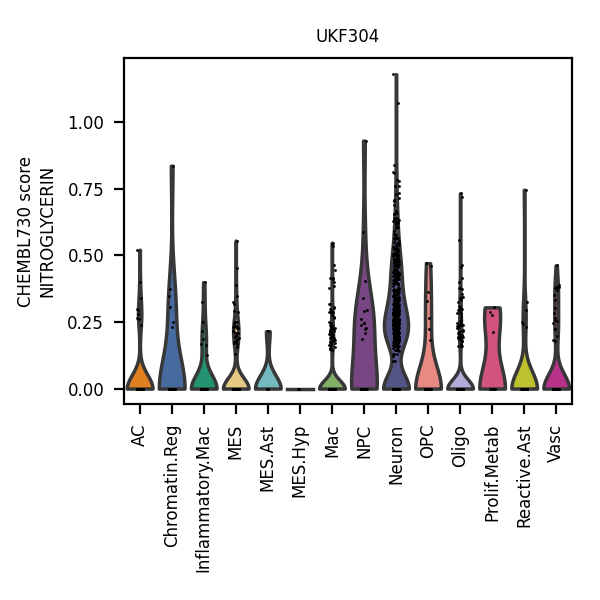 UKF304
CHEMBL730 score
NITROGLYCERIN
1.00
0.75
0.50
0.25
0.00
AC
Chromatin.Reg
Inflammatory.Mac
MES
MES.Ast
MES.Hyp
Mac
NPC
Neuron
OPC
Oligo
Prolif.Metab
Reactive.Ast
Vasc